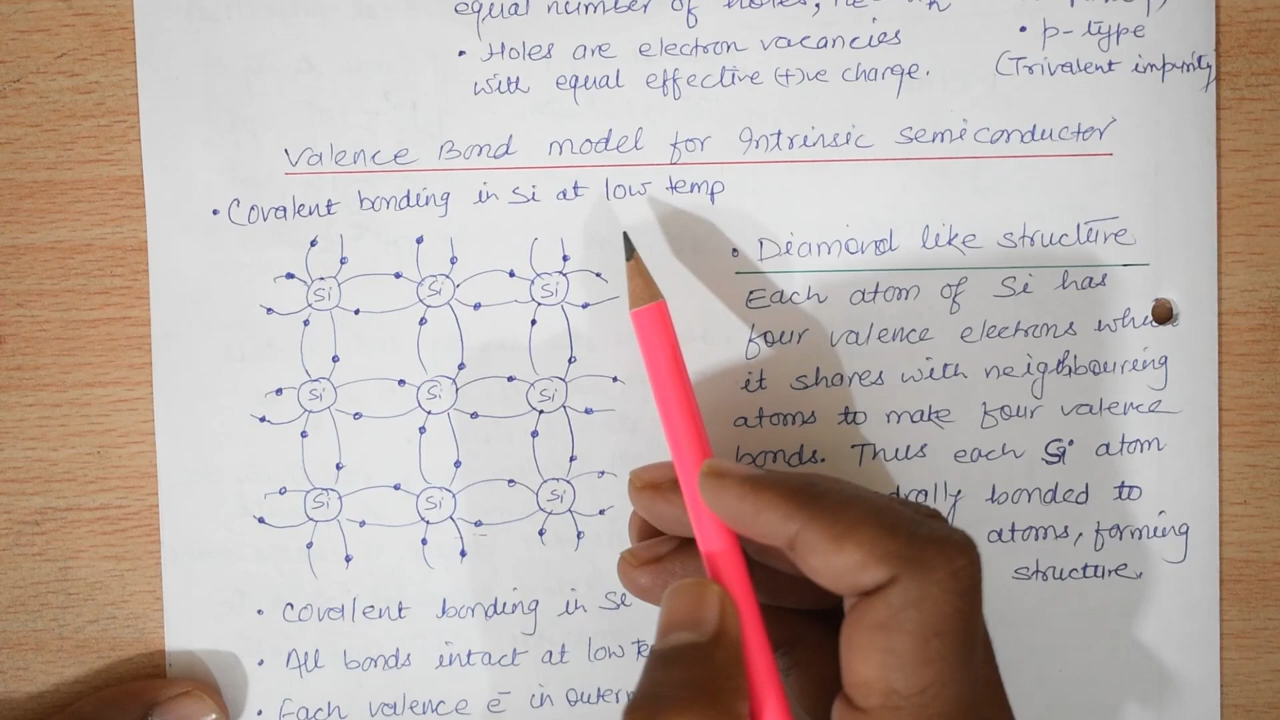 equal number of holes,
• Holes are electron vacancies
with equal effective (+)ve charge.
• p-type
(Trivalent impurity
Valence Bond model for Intrinsic semiconductor
• Covalent bonding in Si at low temp
Si Si Si
Si Si Si
Si Si Si
• Diamond like structure
Each atom of Si has
four valence electrons
it shares with neighbouring
atoms to make four valence
bonds. Thus each Si atom
bonded to
atoms, forming
structure.
• Covalent bonding in
• All bonds intact at low
• Each valence e̅ in